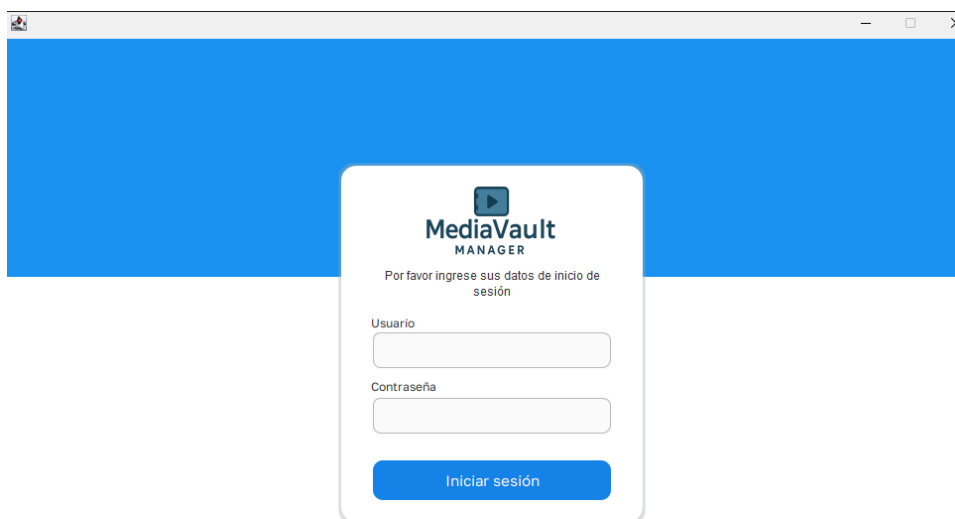 MediaVault
MANAGER
Por favor ingrese sus datos de inicio de
sesión
Usuario
Contraseña
Iniciar sesión